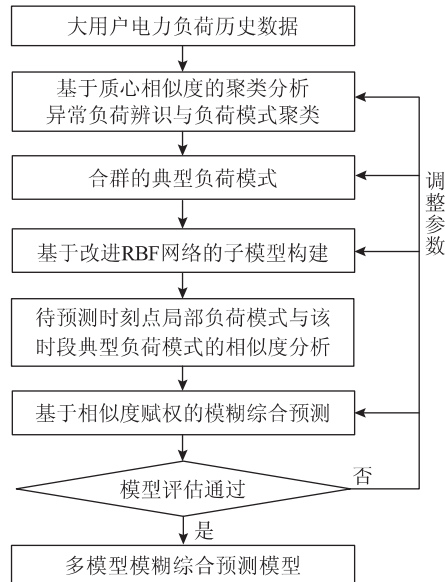 大用户电力负荷历史数据
基于质心相似度的聚类分析
异常负荷辨识与负荷模式聚类
合群的典型负荷模式
调整参数
基于改进RBF网络的子模型构建
待预测时刻点局部负荷模式与该
时段典型负荷模式的相似度分析
基于相似度赋权的模糊综合预测
模型评估通过
否
是
多模型模糊综合预测模型